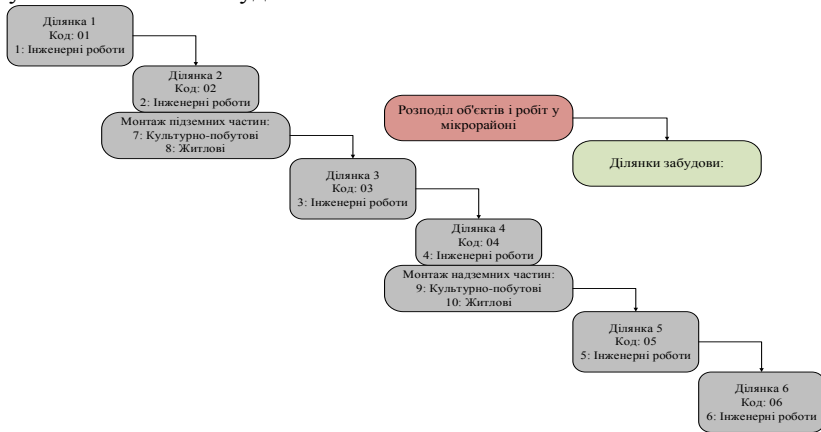 Ділянка 1
Код: 01
1: Інженерні роботи
Ділянка 2
Код: 02
2: Інженерні роботи
Монтаж підземних частин:
7: Культурно-побутові
8: Житлові
Розподіл об'єктів і робіт у
мікрорайоні
Ділянки забудови:
Ділянка 3
Код: 03
3: Інженерні роботи
Ділянка 4
Код: 04
4: Інженерні роботи
Монтаж надземних частин:
9: Культурно-побутові
10: Житлові
Ділянка 5
Код: 05
5: Інженерні роботи
Ділянка 6
Код: 06
6: Інженерні роботи